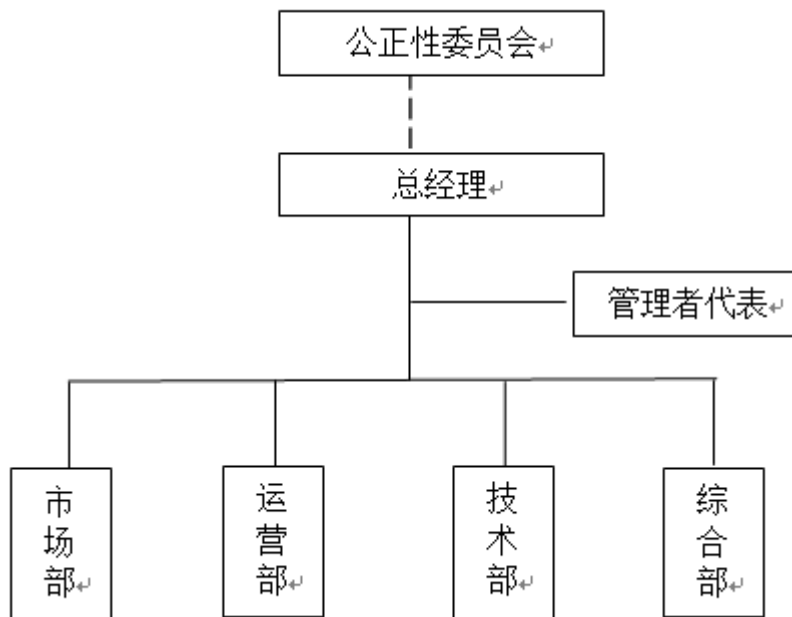 公正性委员会
总经理
管理者代表
市场部
运营部
技术部
综合部